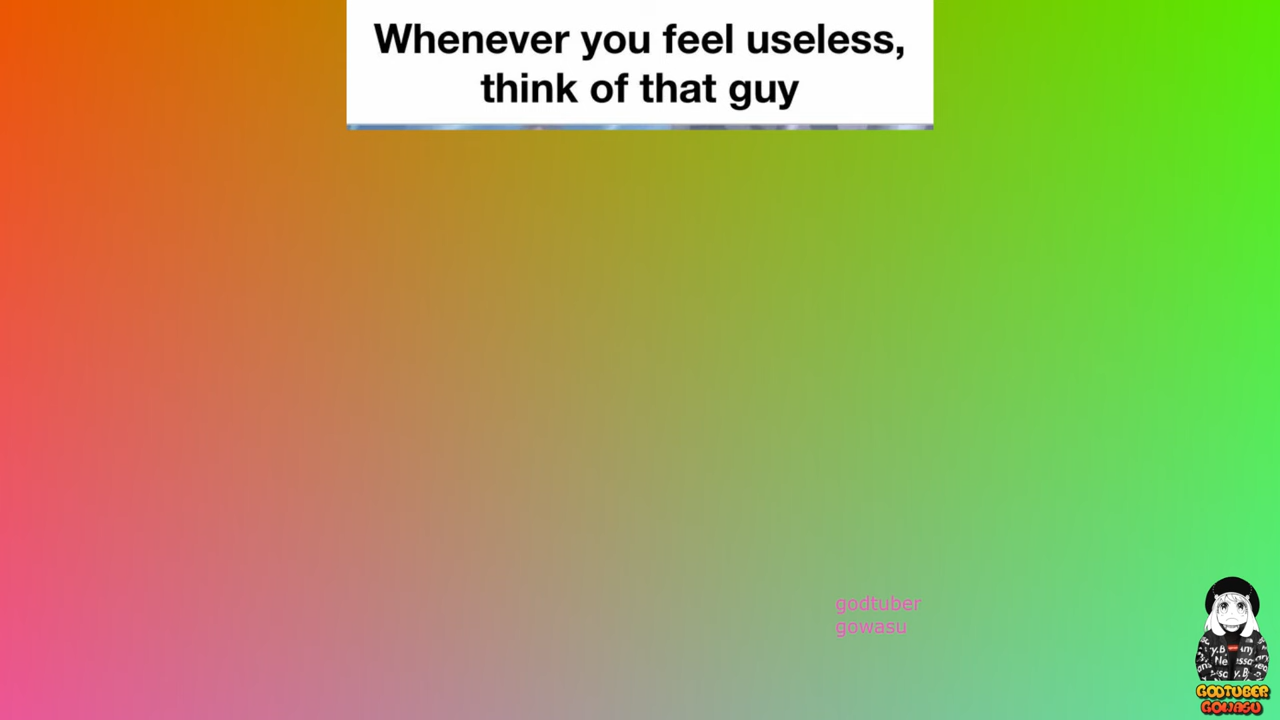 Whenever you feel useless,
think of that guy
godtuber
gowasu
GODTUBER
GOWASU